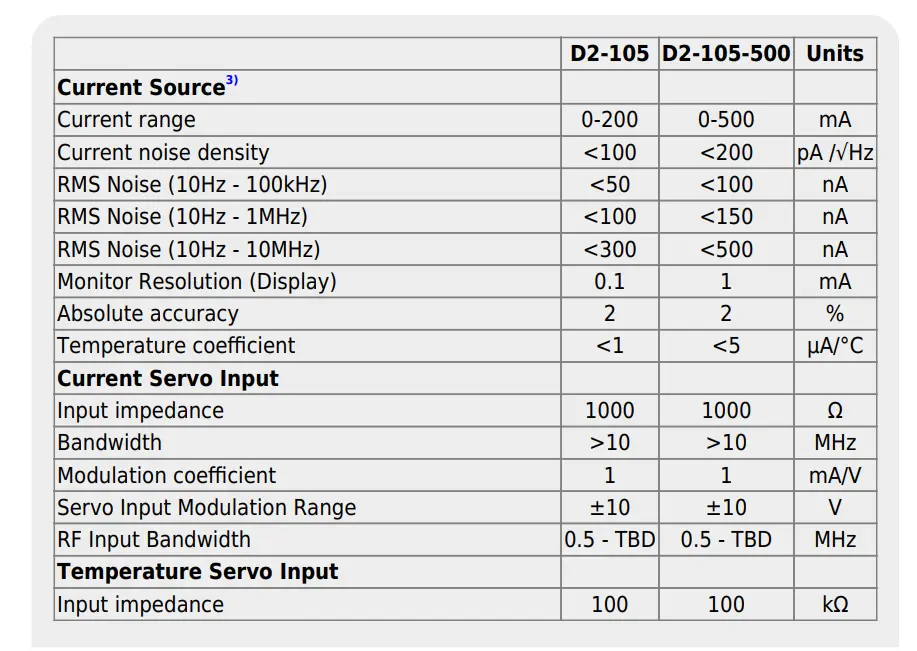 D2-105 D2-105-500 Units
Current Source3)
Current range 0-200 0-500 mA
Current noise density <100 <200 pA /√Hz
RMS Noise (10Hz - 100kHz) <50 <100 nA
RMS Noise (10Hz - 1MHz) <100 <150 nA
RMS Noise (10Hz - 10MHz) <300 <500 nA
Monitor Resolution (Display) 0.1 1 mA
Absolute accuracy 2 2 %
Temperature coefficient <1 <5 μA/°C
Current Servo Input
Input impedance 1000 1000 Ω
Bandwidth >10 >10 MHz
Modulation coefficient 1 1 mA/V
Servo Input Modulation Range ±10 ±10 V
RF Input Bandwidth 0.5 - TBD 0.5 - TBD MHz
Temperature Servo Input
Input impedance 100 100 kΩ